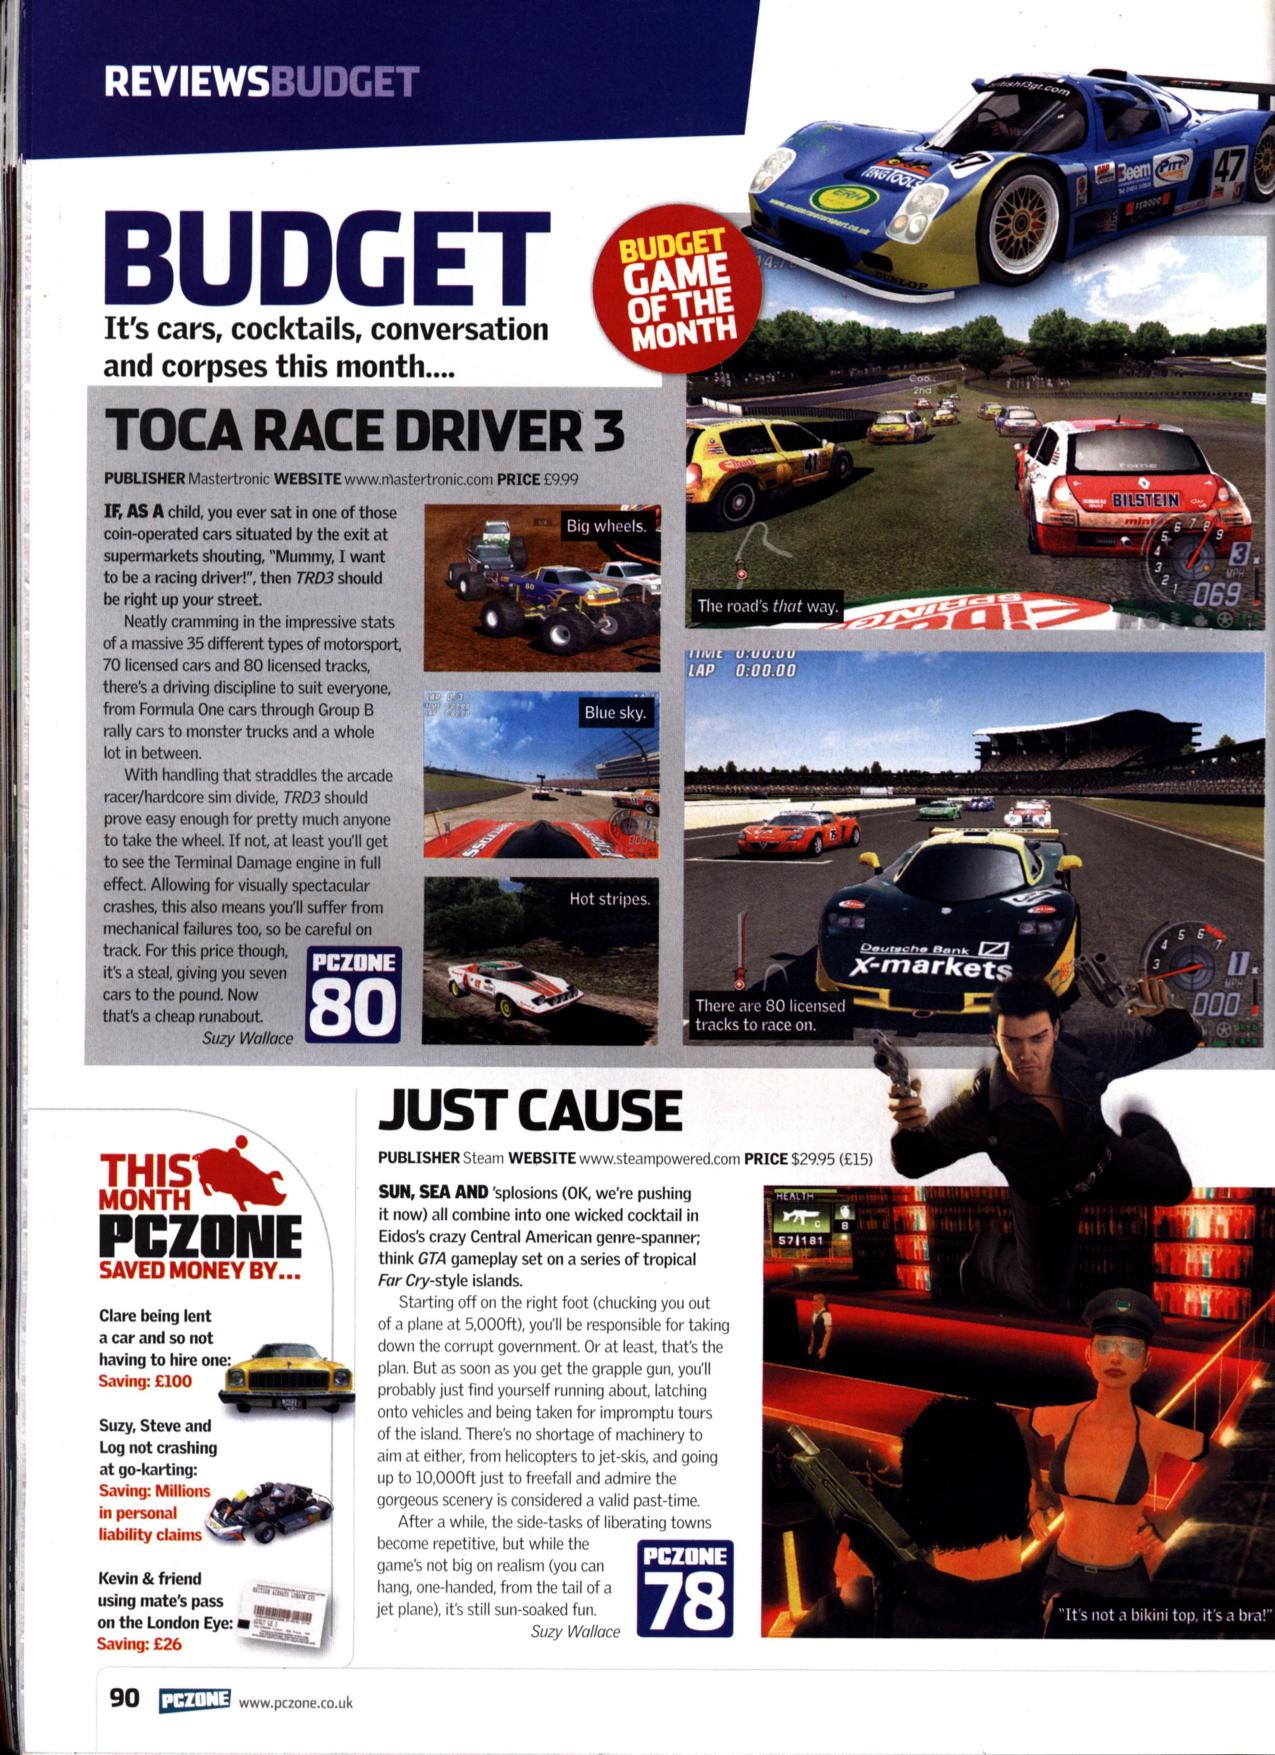 REVIEWSBUDGET
BUDGET
It's cars, cocktails, conversation
and corpses this month....
BUDGET
GAME
OF THE
MONTH
TOCA RACE DRIVER 3
PUBLISHER Mastertronic WEBSITE www.mastertronic.com PRICE £9.99
IF, AS A child, you ever sat in one of those
coin-operated cars situated by the exit at
supermarkets shouting, "Mummy, I want
to be a racing driver!", then TRD3 should
be right up your street.
Neatly cramming in the impressive stats
of a massive 35 different types of motorsport,
70 licensed cars and 80 licensed tracks,
there's a driving discipline to suit everyone,
from Formula One cars through Group B
rally cars to monster trucks and a whole
lot in between.
With handling that straddles the arcade
racer/hardcore sim divide, TRD3 should
prove easy enough for pretty much anyone
to take the wheel. If not, at least you'll get
to see the Terminal Damage engine in full
effect. Allowing for visually spectacular
crashes, this also means you'll suffer from
mechanical failures too, so be careful on
track. For this price though,
it's a steal, giving you seven
cars to the pound. Now
that's a cheap runabout.
Suzy Wallace
PCZONE
80
Big wheels.
Blue sky.
Hot stripes.
47
TENG TOOLS
ERH
DUNLOP
Beem
PITT
FERODO
47
Coo..
2nd
41
BILSTEIN
3
MPH
069
The road's that way.
TIME 0:00.00
LAP 0:00.00
Deutsche Bank
X-markets
1
MPH
000
There are 80 licensed
tracks to race on.
THIS
MONTH
PCZONE
SAVED MONEY BY...
Clare being lent
a car and so not
having to hire one:
Saving: £100
Suzy, Steve and
Log not crashing
at go-karting:
Saving: Millions
in personal
liability claims
Kevin & friend
using mate's pass
on the London Eye:
Saving: £26
JUST CAUSE
PUBLISHER Steam WEBSITE www.steampowered.com PRICE $29.95 (£15)
SUN, SEA AND 'splosions (OK, we're pushing
it now) all combine into one wicked cocktail in
Eidos's crazy Central American genre-spanner;
think GTA gameplay set on a series of tropical
Far Cry-style islands.
Starting off on the right foot (chucking you out
of a plane at 5,000ft), you'll be responsible for taking
down the corrupt government. Or at least, that's the
plan. But as soon as you get the grapple gun, you'll
probably just find yourself running about, latching
onto vehicles and being taken for impromptu tours
of the island. There's no shortage of machinery to
aim at either, from helicopters to jet-skis, and going
up to 10,000ft just to freefall and admire the
gorgeous scenery is considered a valid past-time.
After a while, the side-tasks of liberating towns
become repetitive, but while the
game's not big on realism (you can
hang, one-handed, from the tail of a
jet plane), it's still sun-soaked fun.
Suzy Wallace
PCZONE
78
HEALTH
8
57|181
"It's not a bikini top, it's a bra!"
90 PCZONE www.pczone.co.uk